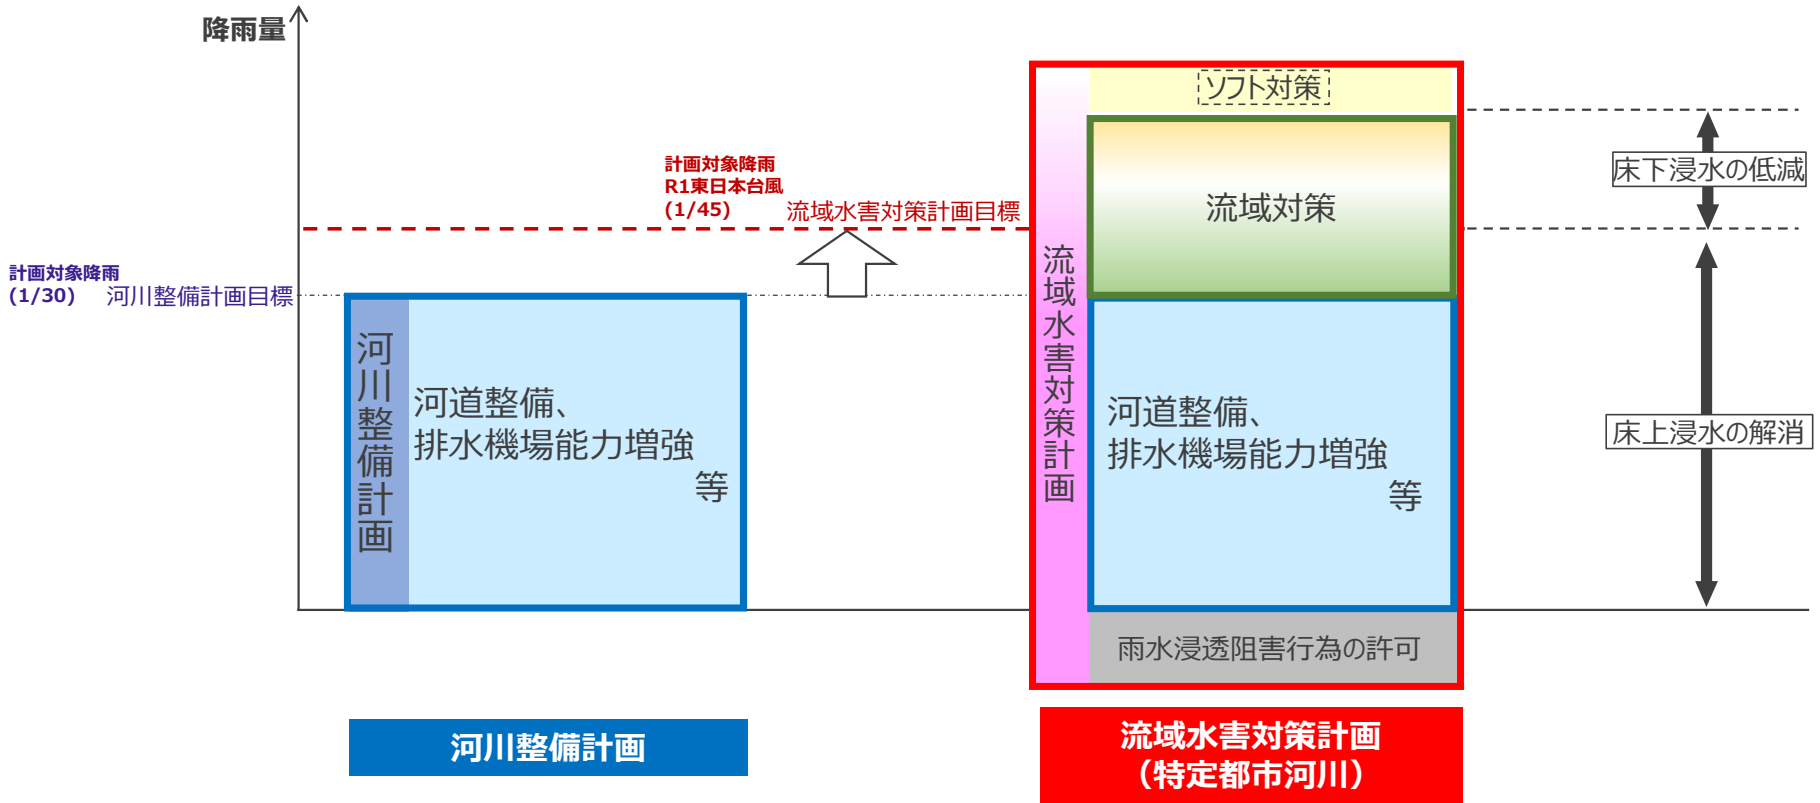 降雨量
ソフト対策
計画対象降雨
R1東日本台風
(1/45)
流域水害対策計画目標
流域対策
床下浸水の低減
計画対象降雨
(1/30)
河川整備計画目標
河川整備計画
河道整備、
排水機場能力増強
等
流域水害対策計画
河道整備、
排水機場能力増強
等
床上浸水の解消
雨水浸透阻害行為の許可
河川整備計画
流域水害対策計画
（特定都市河川）